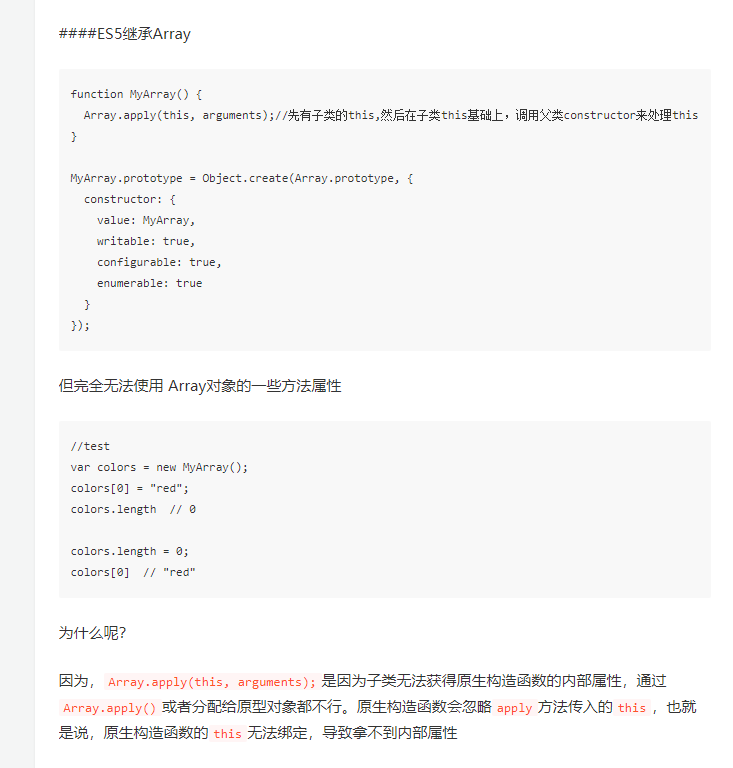 ####ES5继承Array
function MyArray() {
  Array.apply(this, arguments);//先有子类的this,然后在子类this基础上，调用父类constructor来处理this
}

MyArray.prototype = Object.create(Array.prototype, {
  constructor: {
    value: MyArray,
    writable: true,
    configurable: true,
    enumerable: true
  }
});
但完全无法使用 Array对象的一些方法属性
//test
var colors = new MyArray();
colors[0] = "red";
colors.length  // 0

colors.length = 0;
colors[0]  // "red"
为什么呢？
因为，Array.apply(this, arguments); 是因为子类无法获得原生构造函数的内部属性，通过
Array.apply() 或者分配给原型对象都不行。原生构造函数会忽略 apply 方法传入的 this ，也就
是说，原生构造函数的 this 无法绑定，导致拿不到内部属性